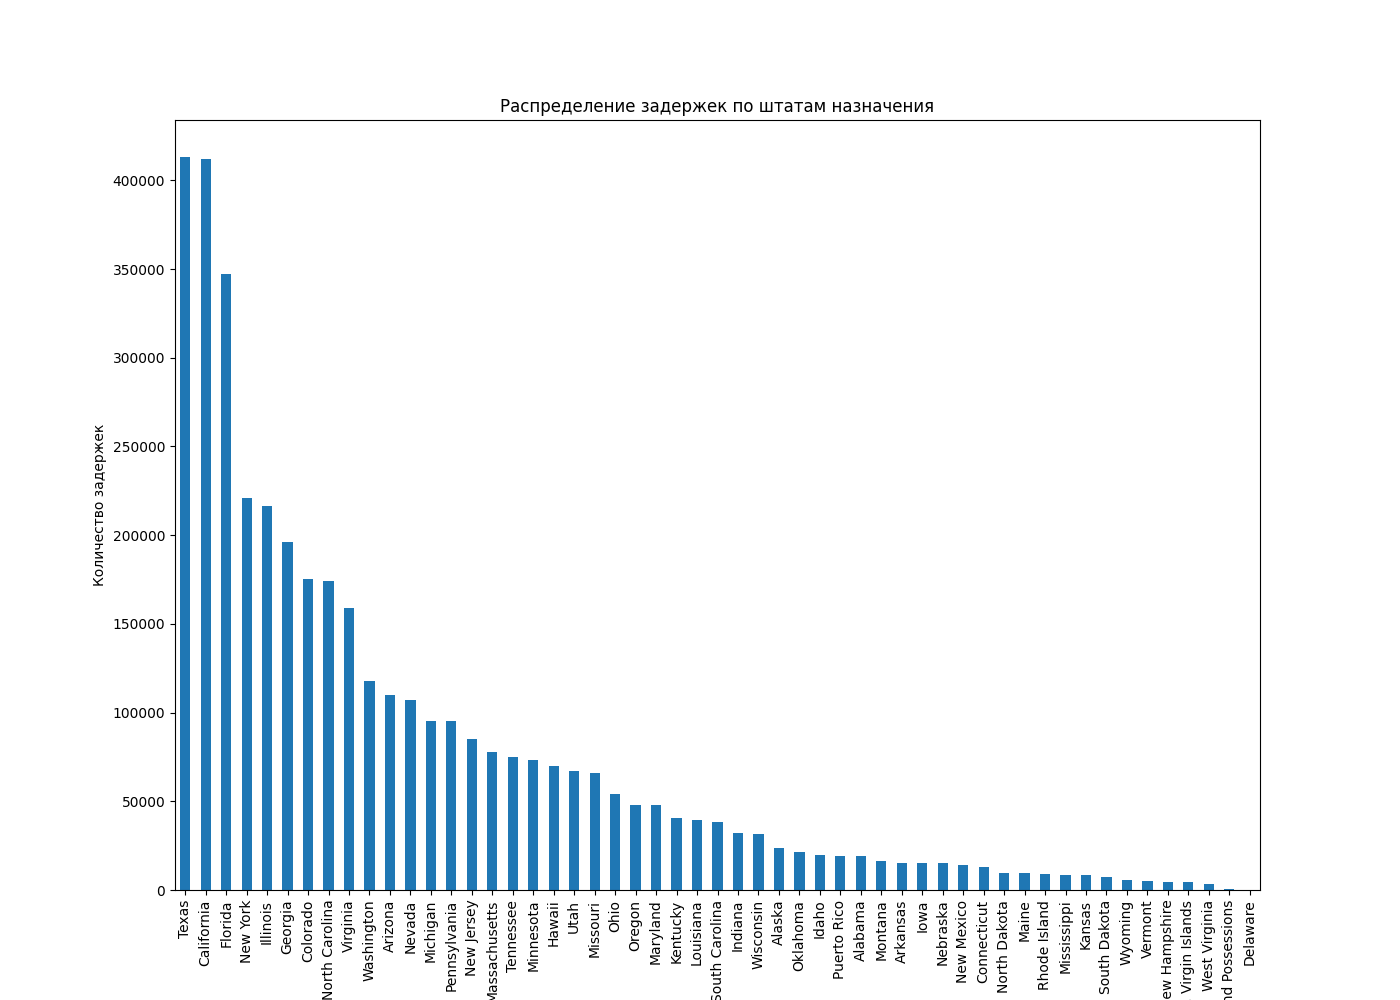 Распределение задержек по штатам назначения
Количество задержек
400000
350000
300000
250000
200000
150000
100000
50000
0
Texas
California
Florida
New York
Illinois
Georgia
Colorado
North Carolina
Virginia
Washington
Arizona
Nevada
Michigan
Pennsylvania
New Jersey
Massachusetts
Tennessee
Minnesota
Hawaii
Utah
Missouri
Ohio
Oregon
Maryland
Kentucky
Louisiana
South Carolina
Indiana
Wisconsin
Alaska
Oklahoma
Idaho
Puerto Rico
Alabama
Montana
Arkansas
Iowa
Nebraska
New Mexico
Connecticut
North Dakota
Maine
Rhode Island
Mississippi
Kansas
South Dakota
Wyoming
Vermont
ew Hampshire
Virgin Islands
West Virginia
nd Possessions
Delaware